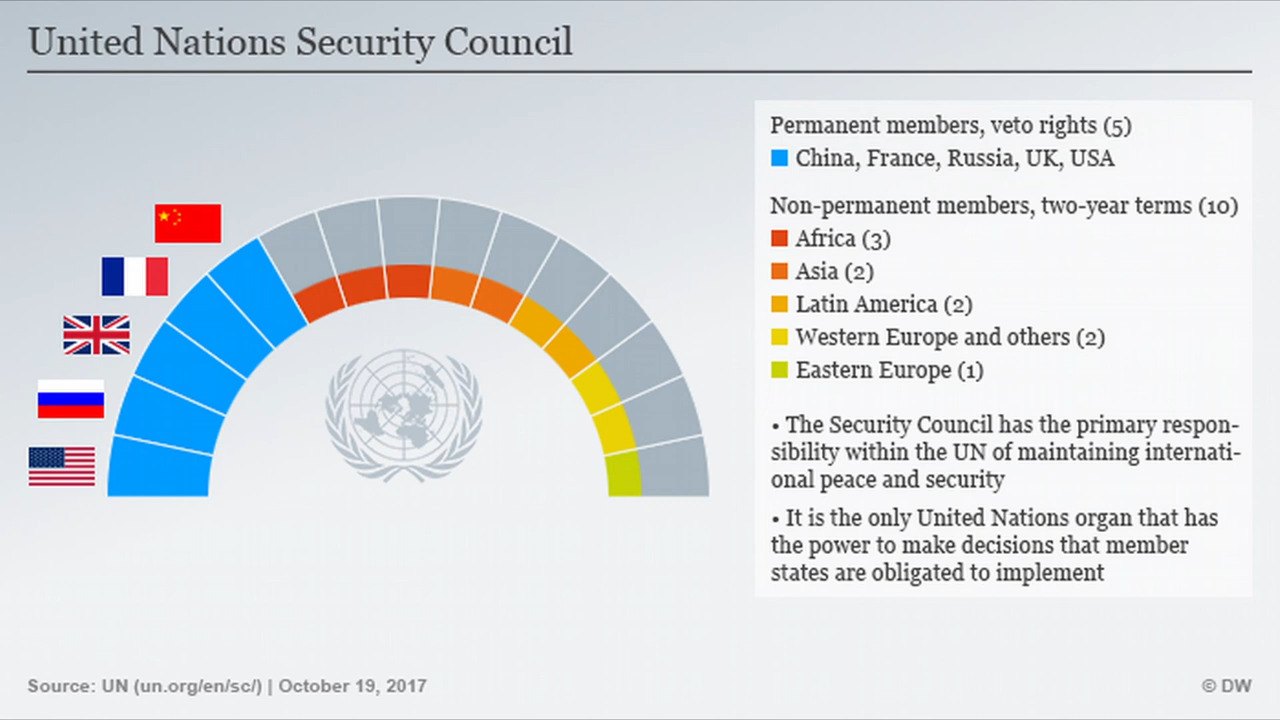 United Nations Security Council
Permanent members, veto rights (5)
China, France, Russia, UK, USA
Non-permanent members, two-year terms (10)
Africa (3)
Asia (2)
Latin America (2)
Western Europe and others (2)
Eastern Europe (1)
• The Security Council has the primary respon-
sibility within the UN of maintaining internati-
onal peace and security
• It is the only United Nations organ that has
the power to make decisions that member
states are obligated to implement
Source: UN (un.org/en/sc/) | October 19, 2017
© DW